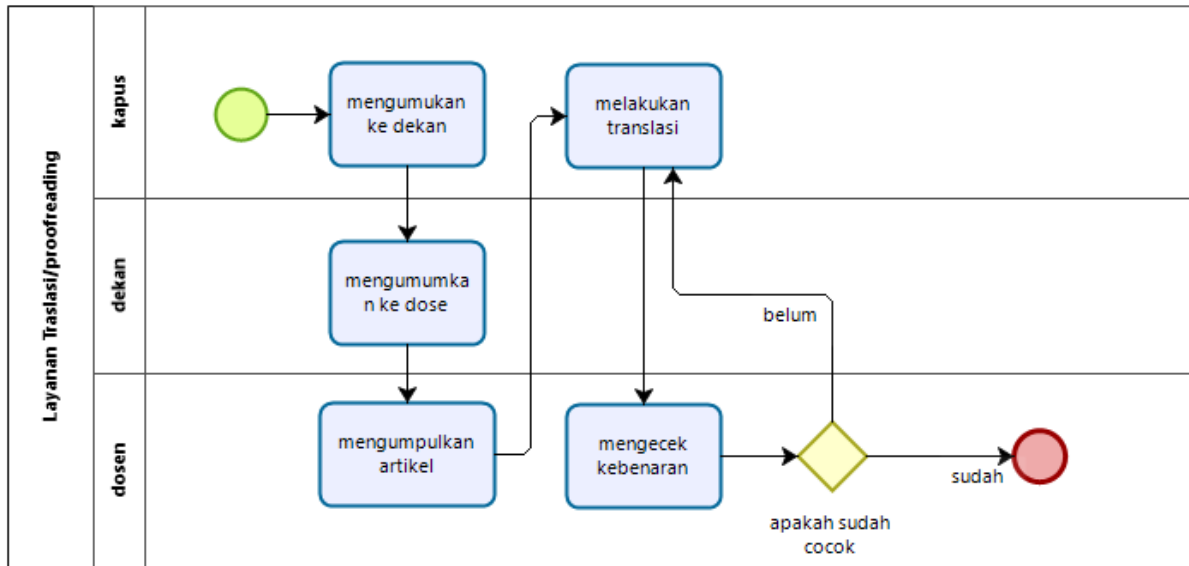 Layanan Traslasi/proofreading
kapus
mengumukan
ke dekan
melakukan
translasi
dekan
mengumumka
n ke dose
belum
dosen
mengumpulkan
artikel
mengecek
kebenaran
sudah
apakah sudah
cocok